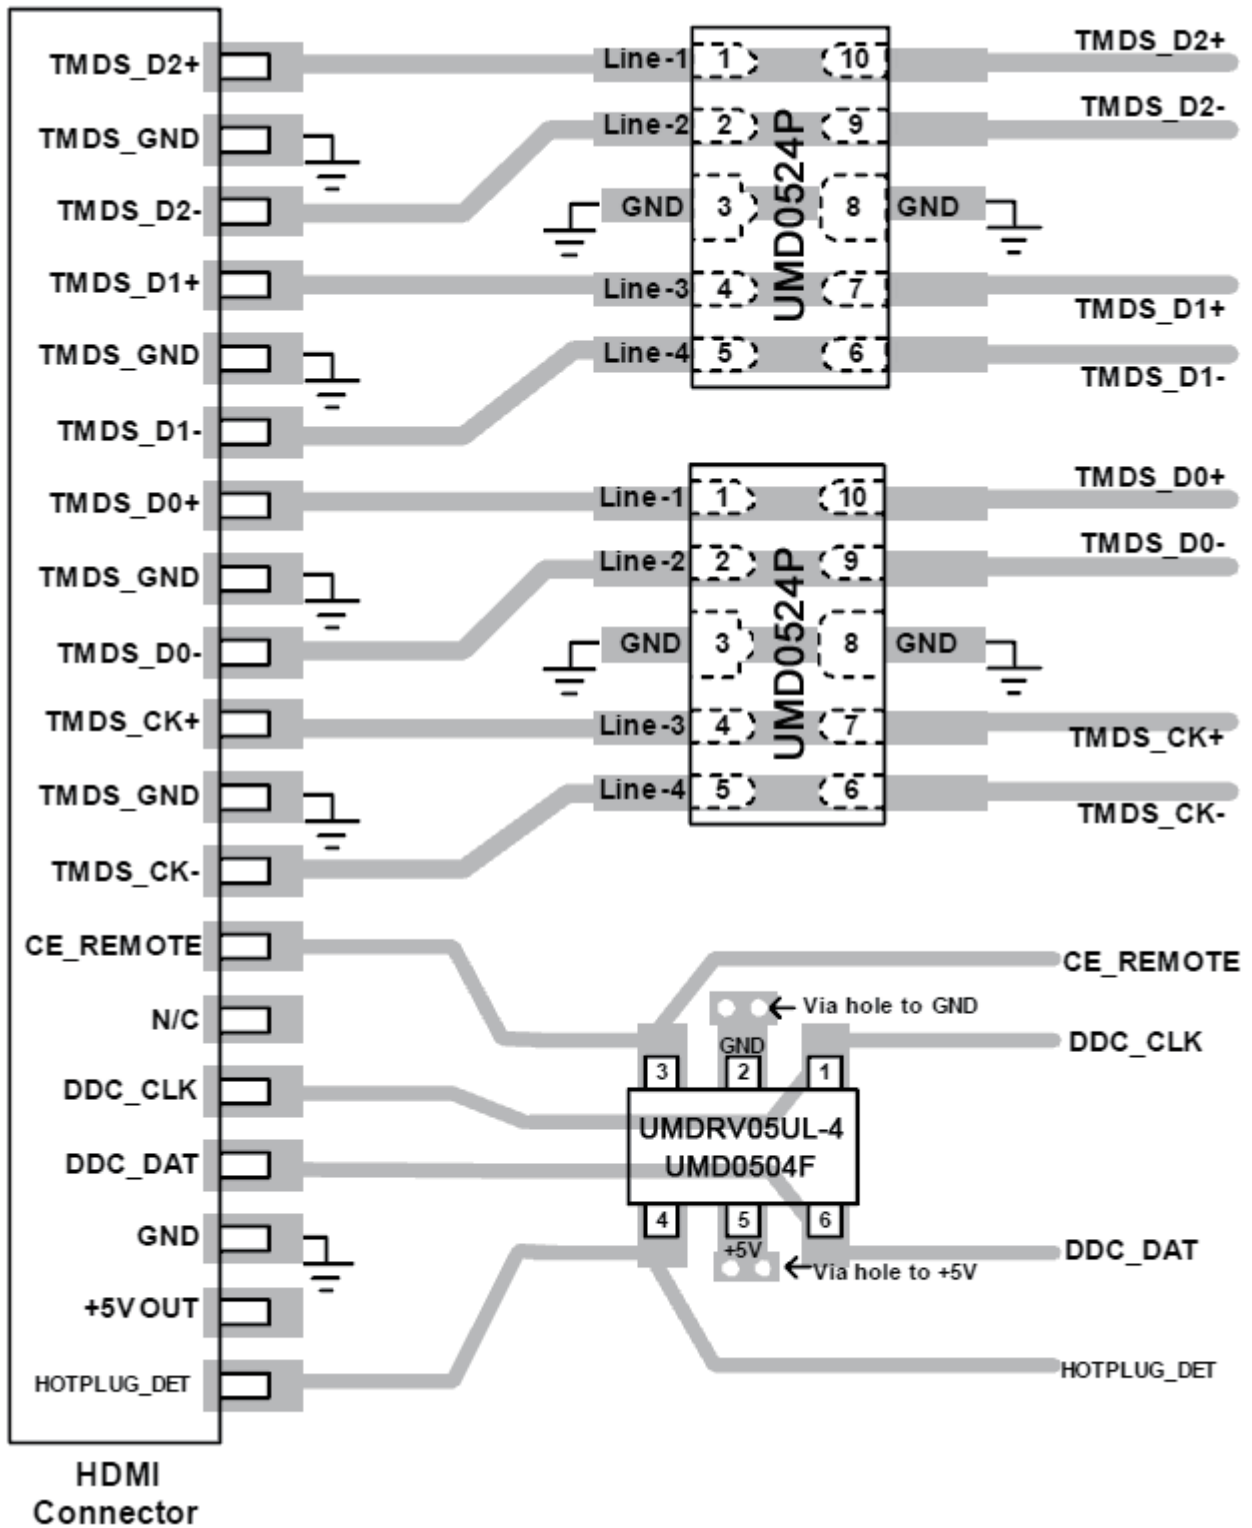 TMDS_D2+
TMDS_GND
TMDS_D2-
TMDS_D1+
TMDS_GND
TMDS_D1-
TMDS_D0+
TMDS_GND
TMDS_D0-
TMDS_CK+
TMDS_GND
TMDS_CK-
CE_REMOTE
N/C
DDC_CLK
DDC_DAT
GND
+5VOUT
HOTPLUG_DET
HDMI
Connector
Line-1 1 10 TMDS_D2+
Line-2 2 9 TMDS_D2-
GND 3 8 GND
Line-3 4 7 TMDS_D1+
Line-4 5 6 TMDS_D1-
UMD0524P
Line-1 1 10 TMDS_D0+
Line-2 2 9 TMDS_D0-
GND 3 8 GND
Line-3 4 7 TMDS_CK+
Line-4 5 6 TMDS_CK-
UMD0524P
CE_REMOTE
Via hole to GND
GND
DDC_CLK
3 2 1
UMDRV05UL-4
UMD0504F
4 5 6
+5V
DDC_DAT
Via hole to +5V
HOTPLUG_DET